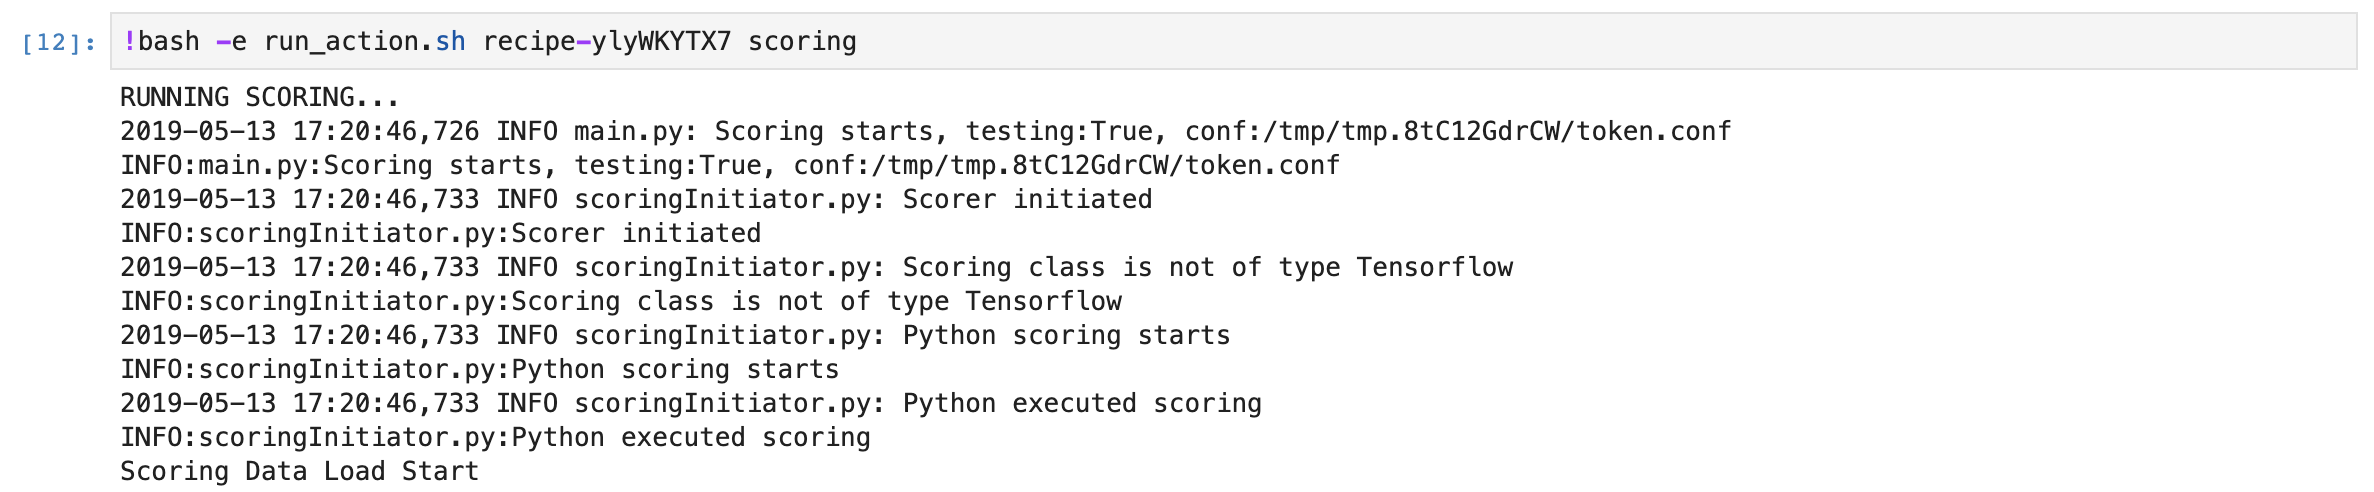 [12]: !bash -e run_action.sh recipe-ylyWKYTX7 scoring
RUNNING SCORING...
2019-05-13 17:20:46,726 INFO main.py: Scoring starts, testing:True, conf:/tmp/tmp.8tC12GdrCW/token.conf
INFO:main.py:Scoring starts, testing:True, conf:/tmp/tmp.8tC12GdrCW/token.conf
2019-05-13 17:20:46,733 INFO scoringInitiator.py: Scorer initiated
INFO:scoringInitiator.py:Scorer initiated
2019-05-13 17:20:46,733 INFO scoringInitiator.py: Scoring class is not of type Tensorflow
INFO:scoringInitiator.py:Scoring class is not of type Tensorflow
2019-05-13 17:20:46,733 INFO scoringInitiator.py: Python scoring starts
INFO:scoringInitiator.py:Python scoring starts
2019-05-13 17:20:46,733 INFO scoringInitiator.py: Python executed scoring
INFO:scoringInitiator.py:Python executed scoring
Scoring Data Load Start